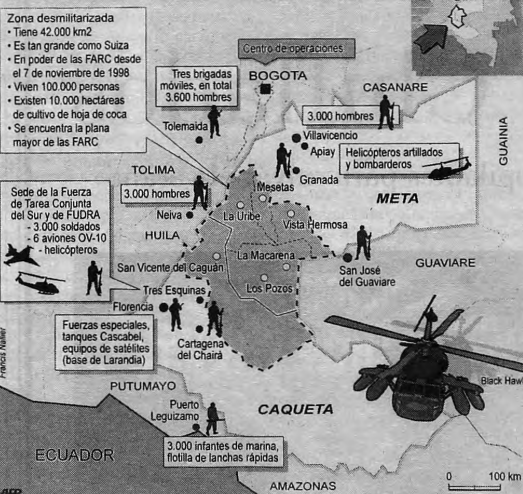 Zona desmilitarizada
• Tiene 42.000 km2
• Es tan grande como Suiza
• En poder de las FARC desde
el 7 de noviembre de 1998
• Viven 100.000 personas
• Existen 10.000 hectáreas
de cultivo de hoja de coca
• Se encuentra la plana
mayor de las FARC
Centro de operaciones
BOGOTA
Tres brigadas
móviles, en total
3.600 hombres
Tolemaida
CASANARE
3.000 hombres
Villavicencio
Apiay
Granada
Helicópteros artillados
y bombarderos
GUAINIA
META
TOLIMA
3.000 hombres
Neiva
HUILA
Mesetas
La Uribe
Vista Hermosa
Sede de la Fuerza
de Tarea Conjunta
del Sur y de FUDRA
- 3.000 soldados
- 6 aviones OV-10
- helicópteros
San Vicente del Caguán
La Macarena
Los Pozos
San José
del Guaviare
GUAVIARE
Tres Esquinas
Florencia
Fuerzas especiales,
tanques Cascabel,
equipos de satélites
(base de Larandia)
Cartagena
del Chairá
Francis Nallier
Black Haw
PUTUMAYO
Puerto
Leguizamo
CAQUETA
3.000 infantes de marina,
flotilla de lanchas rápidas
ECUADOR
AMAZONAS
0 100 km
AFP